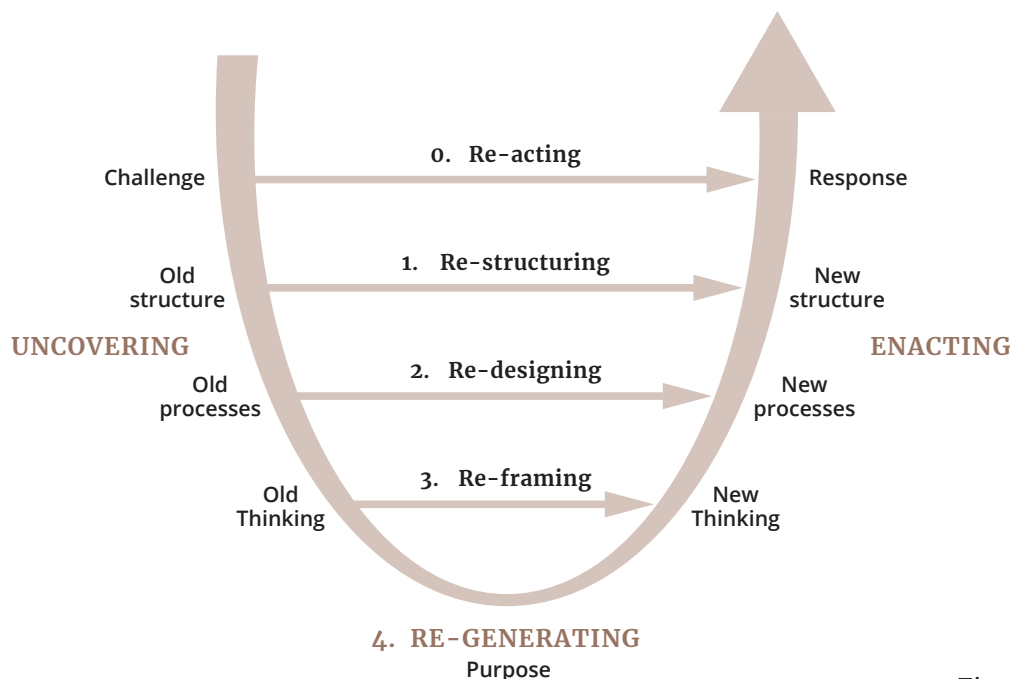 0. Re-acting
Challenge
Response
1. Re-structuring
Old
structure
New
structure
UNCOVERING
ENACTING
2. Re-designing
Old
processes
New
processes
3. Re-framing
Old
Thinking
New
Thinking
4. RE-GENERATING
Purpose